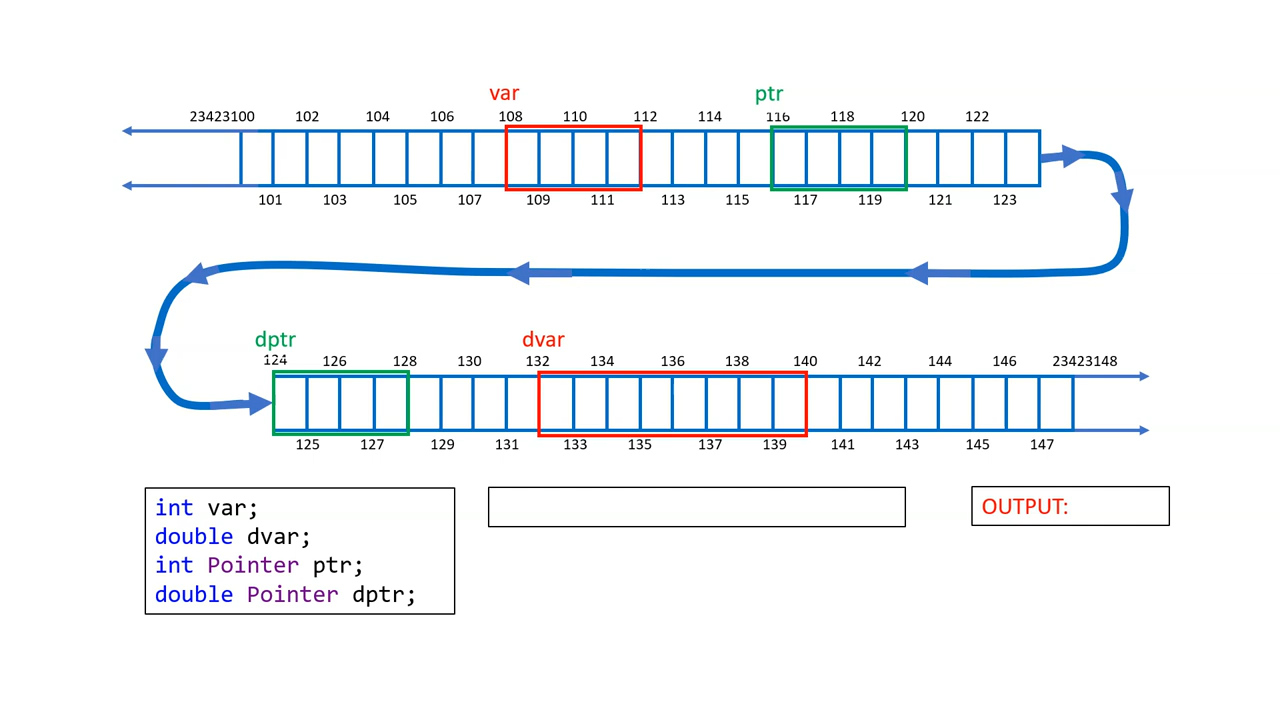 var ptr
23423100 102 104 106 108 110 112 114 116 118 120 122
101 103 105 107 109 111 113 115 117 119 121 123
dptr dvar
124 126 128 130 132 134 136 138 140 142 144 146 23423148
125 127 129 131 133 135 137 139 141 143 145 147
int var;
double dvar;
int Pointer ptr;
double Pointer dptr;
OUTPUT: